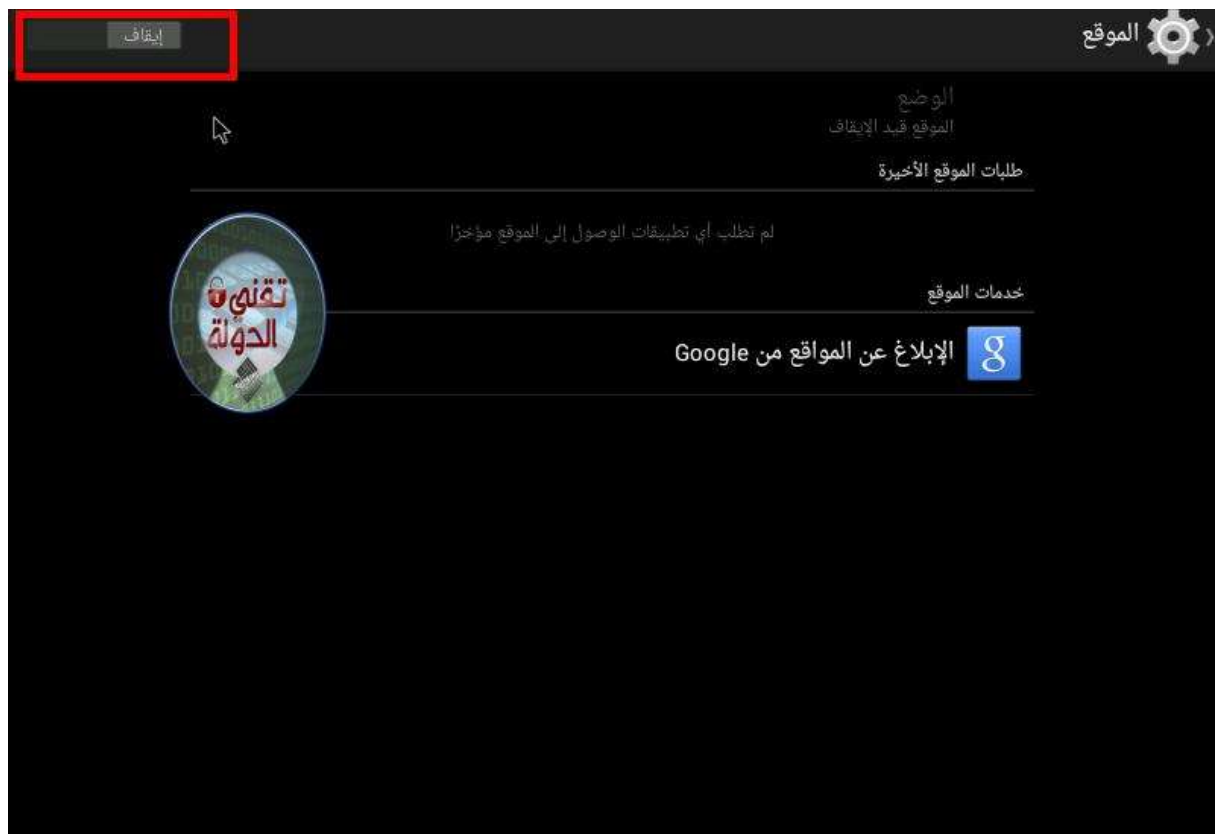 الموقع
إيقاف
الوضع
الموقع قيد الإيقاف
طلبات الموقع الأخيرة
لم تطلب أي تطبيقات الوصول إلى الموقع مؤخرًا
خدمات الموقع
الإبلاغ عن المواقع من Google
تقني
الدولة